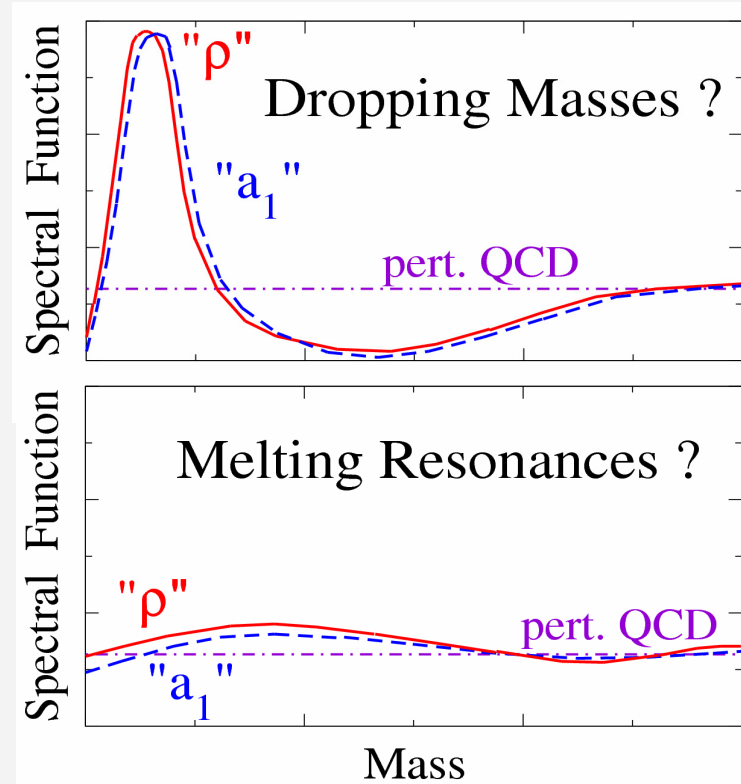 Spectral Function
"ρ"
Dropping Masses ?
"a₁"
pert. QCD
Spectral Function
Melting Resonances ?
"ρ"
pert. QCD
"a₁"
Mass